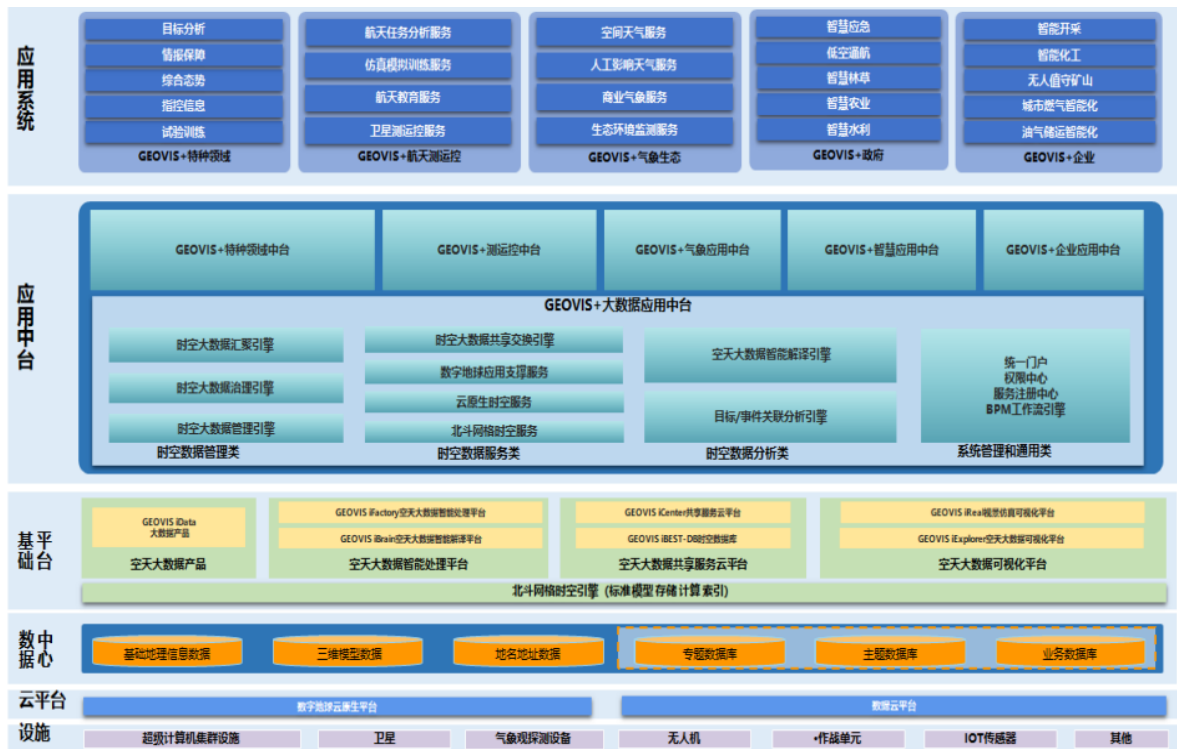 应用系统
目标分析
情报保障
综合态势
指控信息
试验训练
GEOVIS+特种领域
航天任务分析服务
仿真模拟训练服务
航天教育服务
卫星测运控服务
GEOVIS+航天测运控
空间天气服务
人工影响天气服务
商业气象服务
生态环境监测服务
GEOVIS+气象生态
智慧应急
低空通航
智慧林草
智慧农业
智慧水利
GEOVIS+政府
智能开采
智能化工
无人值守矿山
城市燃气智能化
油气储运智能化
GEOVIS+企业
应用中台
GEOVIS+特种领域中台
GEOVIS+测运控中台
GEOVIS+气象应用中台
GEOVIS+智慧应用中台
GEOVIS+企业应用中台
GEOVIS+大数据应用中台
时空大数据汇聚引擎
时空大数据治理引擎
时空大数据管理引擎
时空数据管理类
时空大数据共享交换引擎
数字地球应用支撑服务
云原生时空服务
北斗网格时空服务
时空数据服务类
空天大数据智能解译引擎
目标/事件关联分析引擎
时空数据分析类
统一门户
权限中心
服务注册中心
BPM工作流引擎
系统管理和通用类
基础平台
GEOVIS iData
大数据产品
空天大数据产品
GEOVIS iFactory空天大数据智能处理平台
GEOVIS iBrain空天大数据智能解译平台
空天大数据智能处理平台
GEOVIS iCenter共享服务云平台
GEOVIS iBEST-DB时空数据库
空天大数据共享服务云平台
GEOVIS iReal视景仿真可视化平台
GEOVIS iExplorer空天大数据可视化平台
空天大数据可视化平台
北斗网格时空引擎 (标准模型存储计算索引)
数据中心
基础地理信息数据
三维模型数据
地名地址数据
专题数据库
主题数据库
业务数据库
云平台
数字地球云原生平台
数据云平台
设施
超级计算机集群设施
卫星
气象观探测设备
无人机
•作战单元
IOT传感器
其他